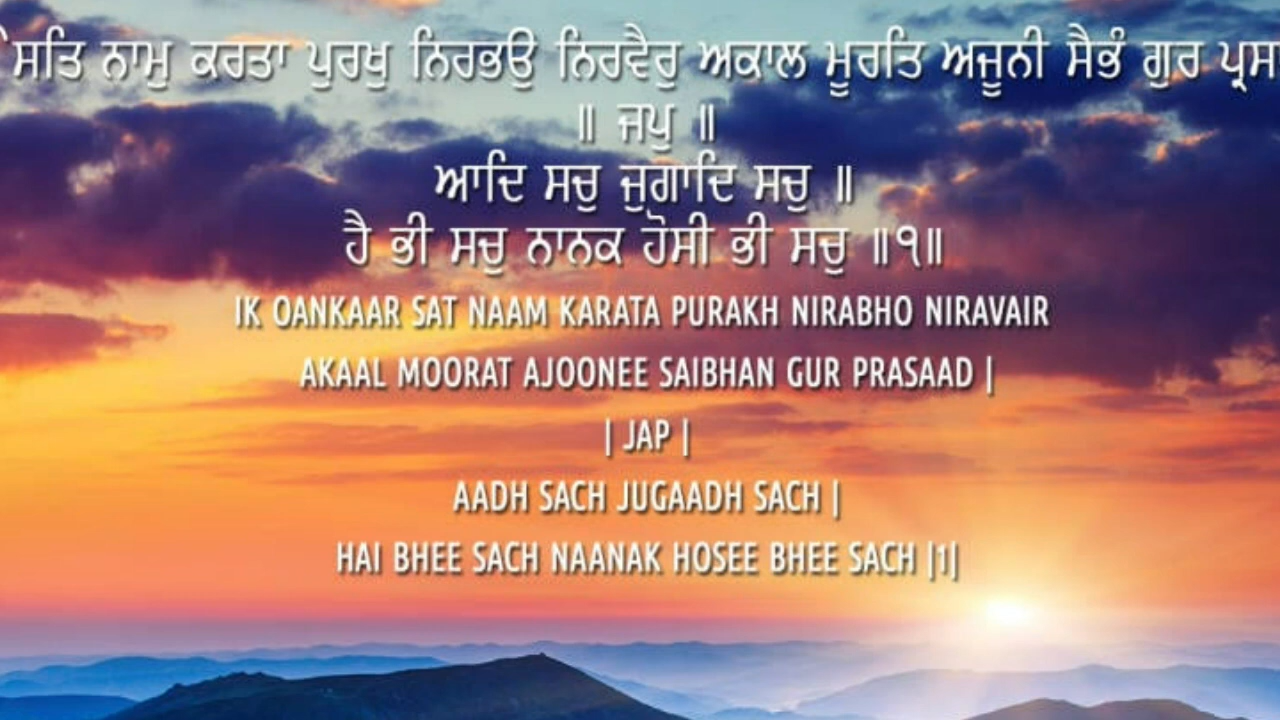 ਸਤਿ ਨਾਮੁ ਕਰਤਾ ਪੁਰਖੁ ਨਿਰਭਉ ਨਿਰਵੈਰੁ ਅਕਾਲ ਮੂਰਤਿ ਅਜੂਨੀ ਸੈਭੰ ਗੁਰ
॥ ਜਪੁ ॥
ਆਦਿ ਸਚੁ ਜੁਗਾਦਿ ਸਚੁ ॥
ਹੈ ਭੀ ਸਚੁ ਨਾਨਕ ਹੋਸੀ ਭੀ ਸਚੁ ॥੧॥
IK OANKAAR SAT NAAM KARATA PURAKH NIRABHO NIRAVAIR
AKAAL MOORAT AJOONEE SAIBHAN GUR PRASAAD |
| JAP |
AADH SACH JUGAADH SACH |
HAI BHEE SACH NAANAK HOSEE BHEE SACH |1|